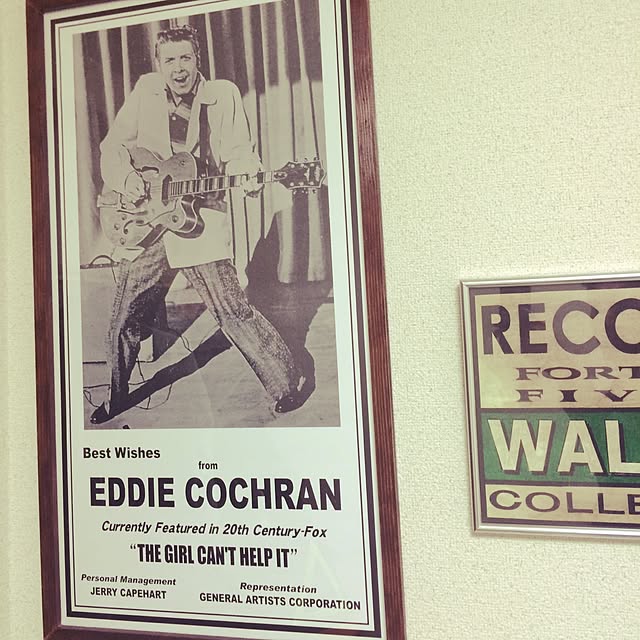 Best Wishes
from
EDDIE COCHRAN
Currently Featured in 20th Century-Fox
"THE GIRL CAN'T HELP IT"
Personal Management
JERRY CAPEHART
Representation
GENERAL ARTISTS CORPORATION
RECO
FORT
FIV
WAL
COLLE